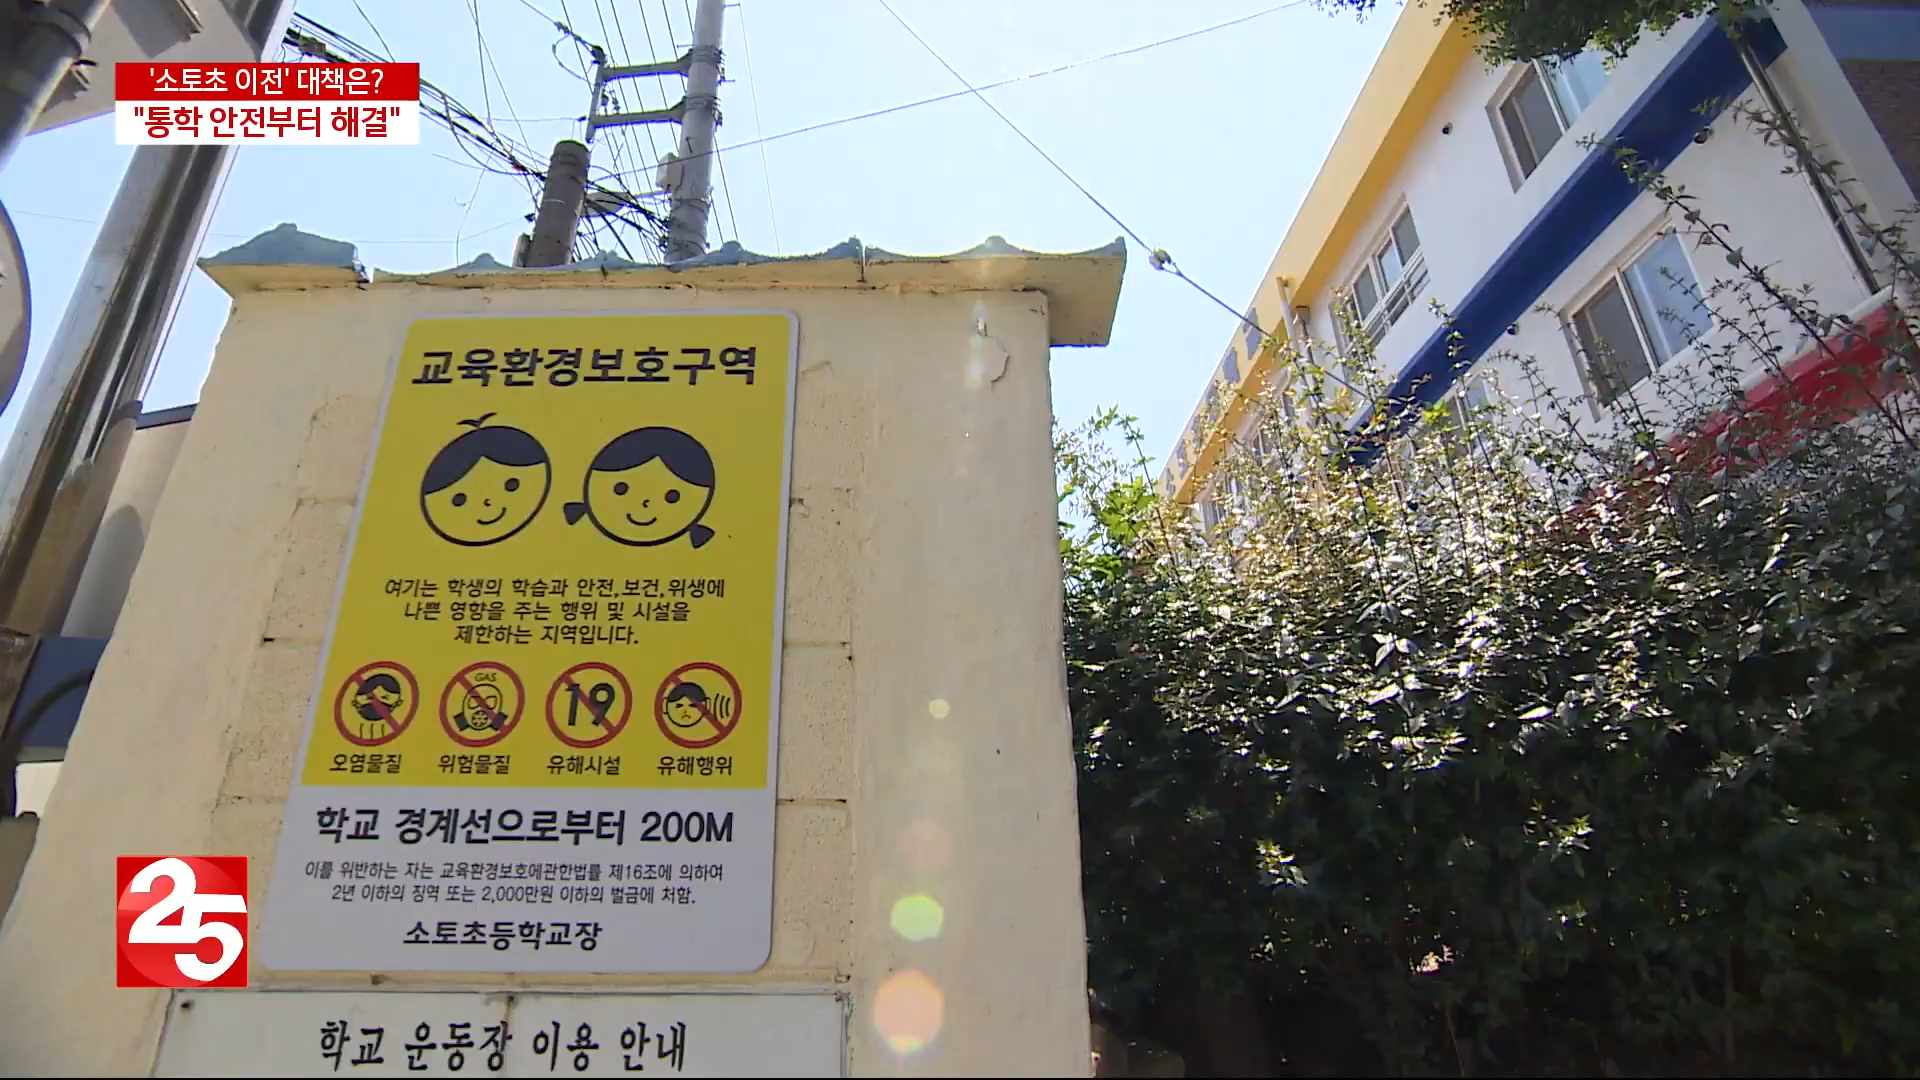 '소토초 이전' 대책은?
"통학 안전부터 해결"
교육환경보호구역
여기는 학생의 학습과 안전, 보건, 위생에
나쁜 영향을 주는 행위 및 시설을
제한하는 지역입니다.
GAS
19
오염물질 위험물질 유해시설 유해행위
학교 경계선으로부터 200M
이를 위반하는 자는 교육환경보호에관한법률 제16조에 의하여
2년 이하의 징역 또는 2,000만원 이하의 벌금에 처함.
소토초등학교장
25
학교 운동장 이용 안내